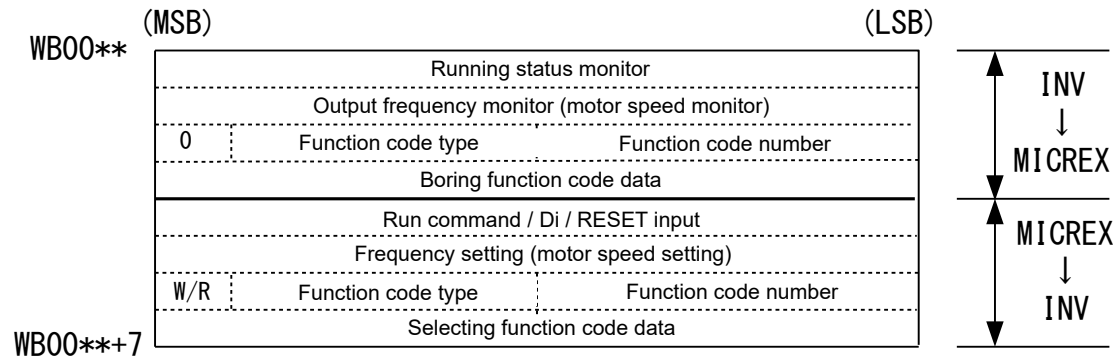 (MSB) (LSB)
WB00**
Running status monitor
Output frequency monitor (motor speed monitor)
0 Function code type Function code number
Boring function code data
INV
↓
MICREX
Run command / Di / RESET input
Frequency setting (motor speed setting)
W/R Function code type Function code number
Selecting function code data
MICREX
↓
INV
WB00**+7